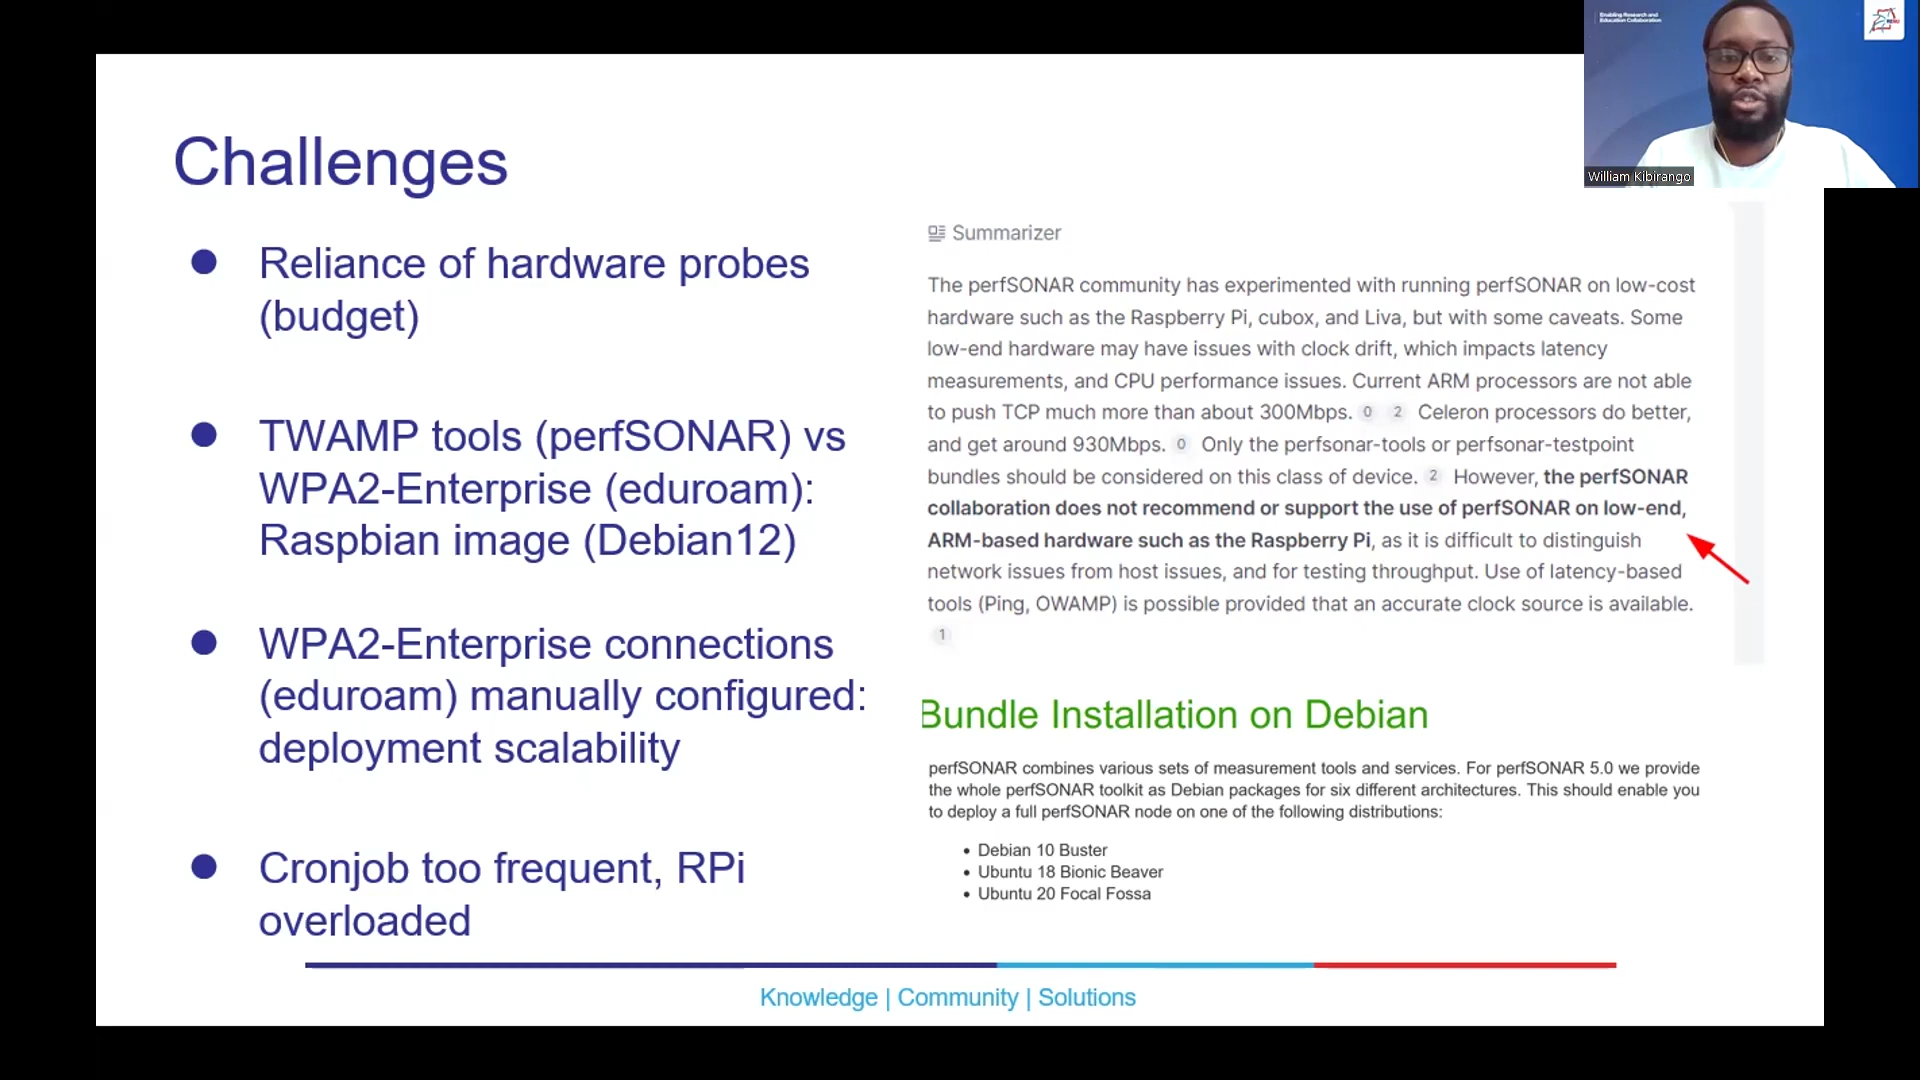 Enabling Research and
Education Collaboration
William Kibirango
Challenges
● Reliance of hardware probes
(budget)
● TWAMP tools (perfSONAR) vs
WPA2-Enterprise (eduroam):
Raspbian image (Debian12)
● WPA2-Enterprise connections
(eduroam) manually configured:
deployment scalability
● Cronjob too frequent, RPi
overloaded
Summarizer
The perfSONAR community has experimented with running perfSONAR on low-cost
hardware such as the Raspberry Pi, cubox, and Liva, but with some caveats. Some
low-end hardware may have issues with clock drift, which impacts latency
measurements, and CPU performance issues. Current ARM processors are not able
to push TCP much more than about 300Mbps. 0 2 Celeron processors do better,
and get around 930Mbps. 0 Only the perfsonar-tools or perfsonar-testpoint
bundles should be considered on this class of device. 2 However, the perfSONAR
collaboration does not recommend or support the use of perfSONAR on low-end,
ARM-based hardware such as the Raspberry Pi, as it is difficult to distinguish
network issues from host issues, and for testing throughput. Use of latency-based
tools (Ping, OWAMP) is possible provided that an accurate clock source is available.
1
Bundle Installation on Debian
perfSONAR combines various sets of measurement tools and services. For perfSONAR 5.0 we provide
the whole perfSONAR toolkit as Debian packages for six different architectures. This should enable you
to deploy a full perfSONAR node on one of the following distributions:
• Debian 10 Buster
• Ubuntu 18 Bionic Beaver
• Ubuntu 20 Focal Fossa
Knowledge | Community | Solutions